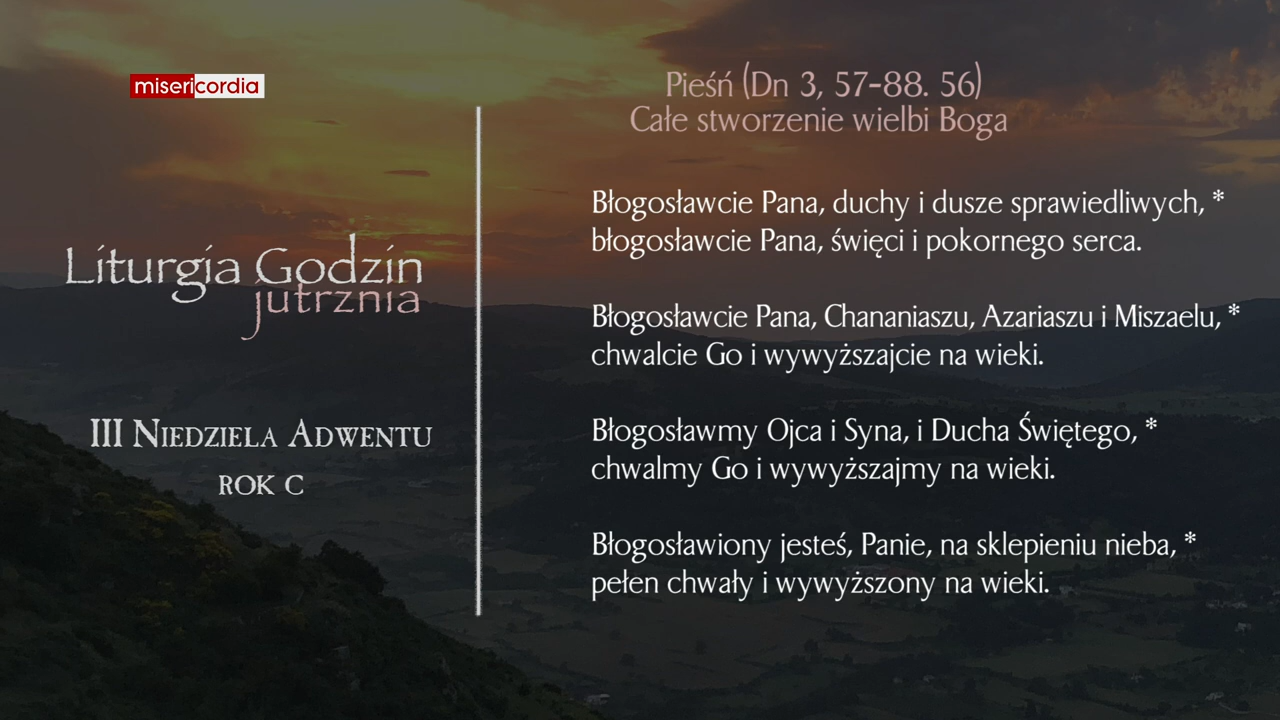 misericordia
Liturgia Godzin
jutrznia
III Niedziela Adwentu
rok C
Pieśń (Dn 3, 57-88. 56)
Całe stworzenie wielbi Boga
Błogosławcie Pana, duchy i dusze sprawiedliwych, *
błogosławcie Pana, święci i pokornego serca.
Błogosławcie Pana, Chananiaszu, Azariaszu i Miszaelu, *
chwalcie Go i wywyższajcie na wieki.
Błogosławmy Ojca i Syna, i Ducha Świętego, *
chwalmy Go i wywyższajmy na wieki.
Błogosławiony jesteś, Panie, na sklepieniu nieba, *
pełen chwały i wywyższony na wieki.